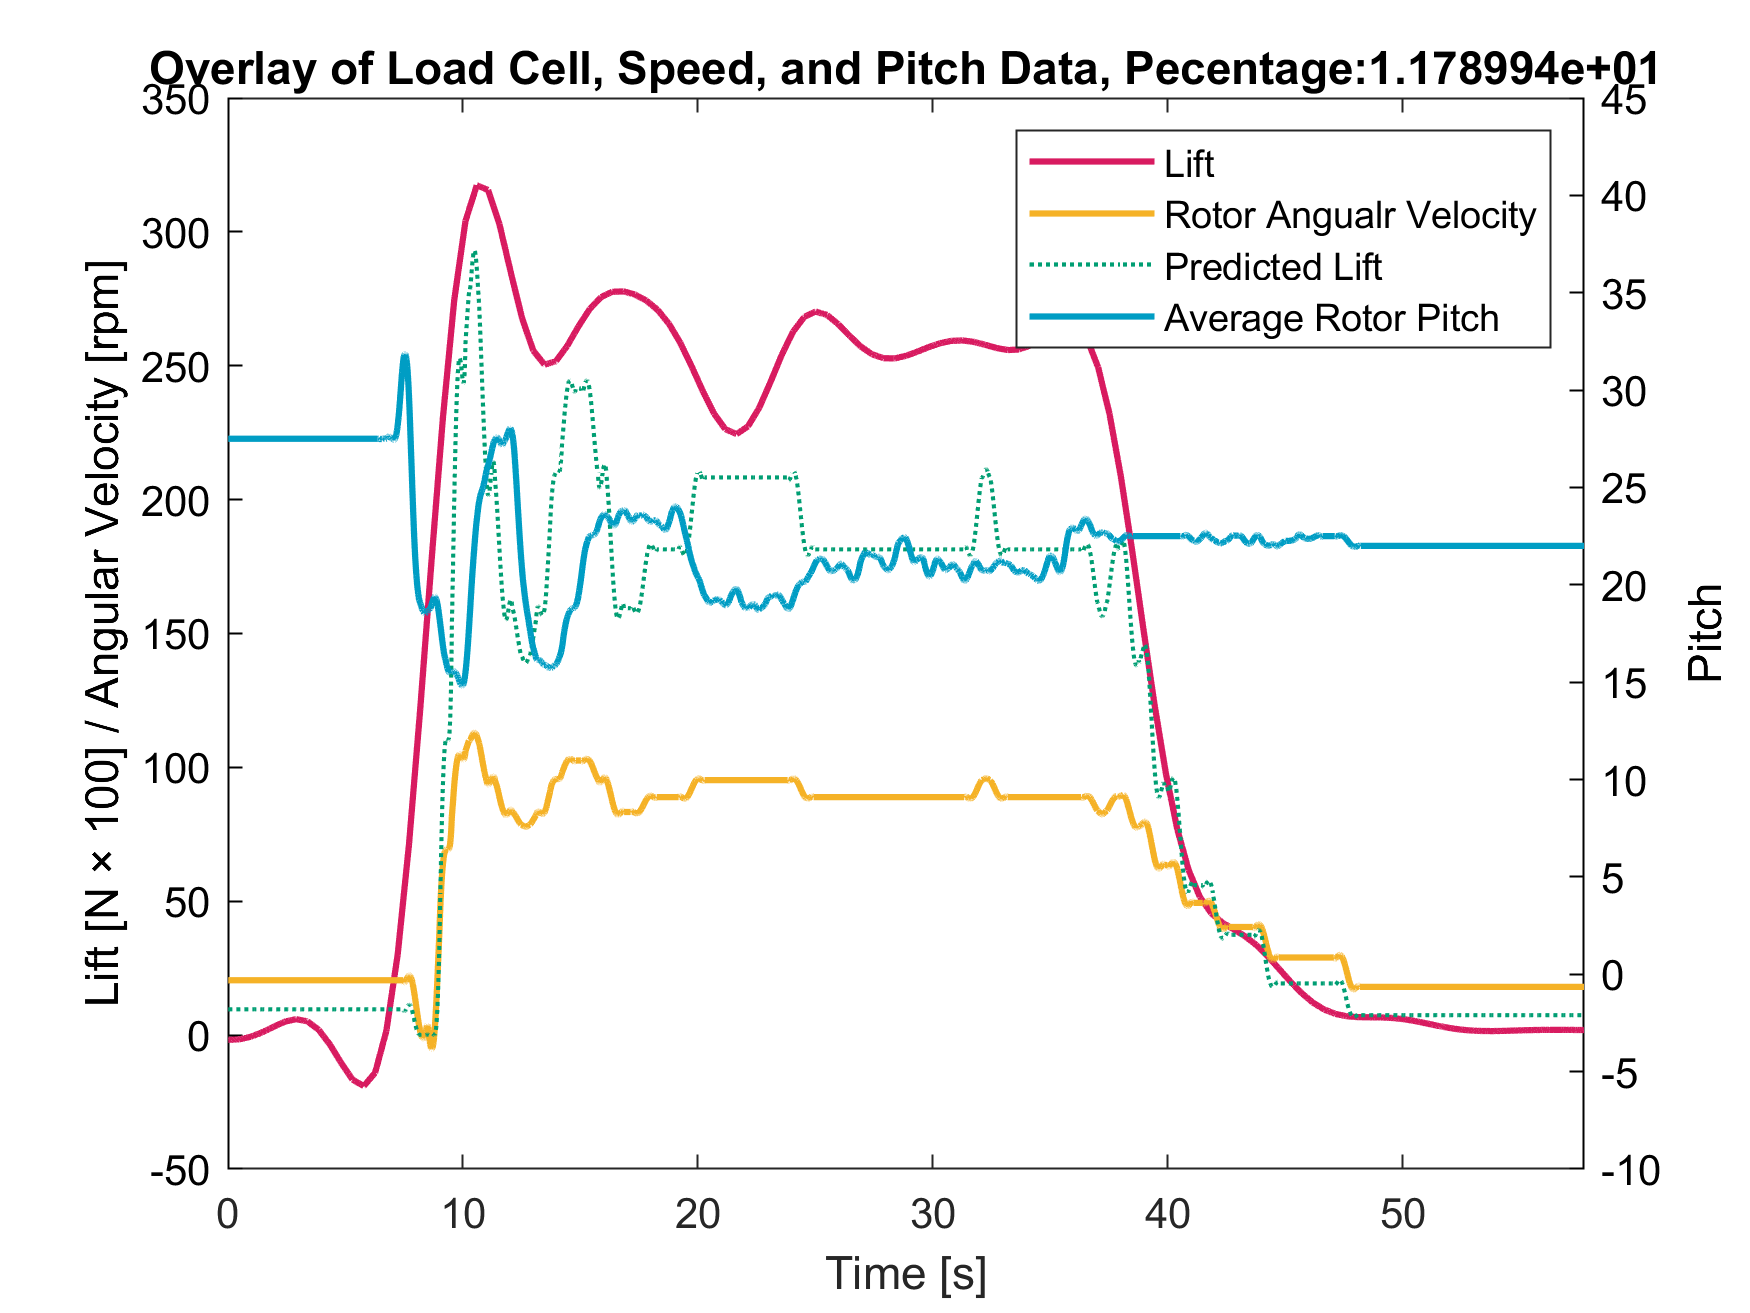 Overlay of Load Cell, Speed, and Pitch Data, Pecentage:1.178994e+01
350
300
250
200
150
100
50
0
-50
Lift [N × 100] / Angular Velocity [rpm]
Lift
Rotor Angualr Velocity
Predicted Lift
Average Rotor Pitch
45
40
35
30
25
20
15
10
5
0
-5
-10
Pitch
0 10 20 30 40 50
Time [s]